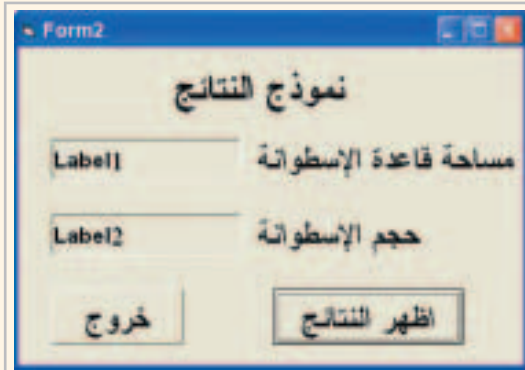 Form2
نموذج النتائج
مساحة قاعدة الإسطوانة Label1
حجم الإسطوانة Label2
اظهر النتائج خروج